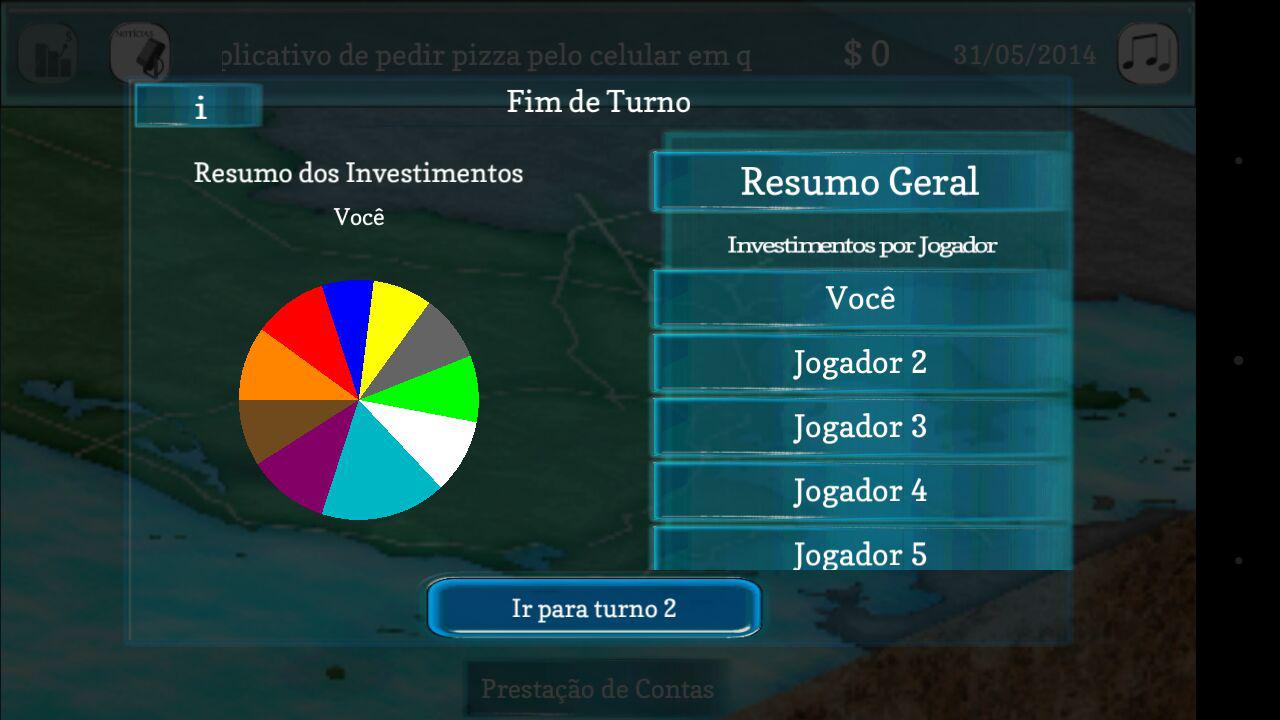 NOTÍCIAS
plicativo de pedir pizza pelo celular em q
$ 0
31/05/2014
i
Fim de Turno
Resumo dos Investimentos
Você
Resumo Geral
Investimentos por Jogador
Você
Jogador 2
Jogador 3
Jogador 4
Jogador 5
Ir para turno 2
Prestação de Contas